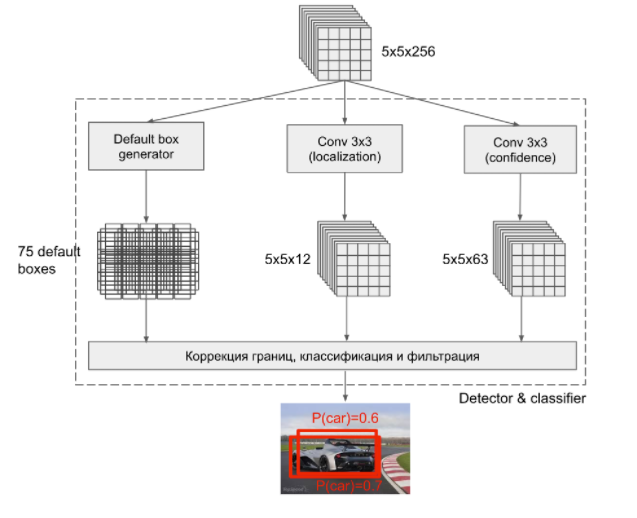 5x5x256
Default box
generator
Conv 3x3
(localization)
Conv 3x3
(confidence)
75 default
boxes
5x5x12
5x5x63
Коррекция границ, классификация и фильтрация
Detector & classifier
P(car)=0.6
P(car)=0.7